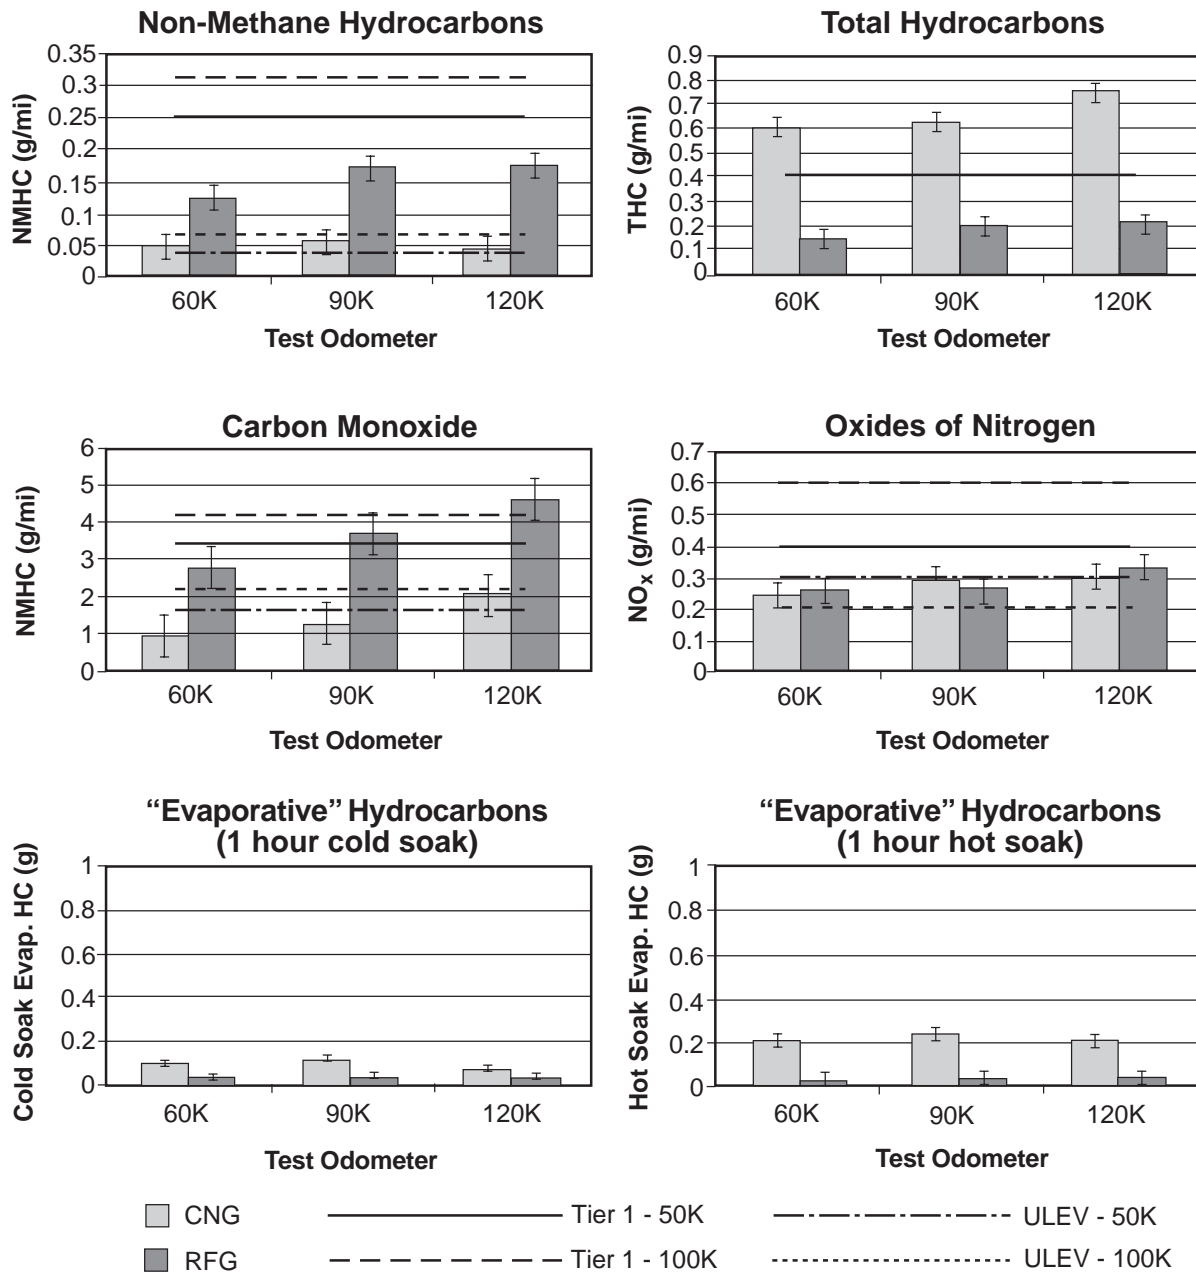 Non-Methane Hydrocarbons
NMHC (g/mi)
0.35
0.3
0.25
0.2
0.15
0.1
0.05
0
60K 90K 120K
Test Odometer
Total Hydrocarbons
THC (g/mi)
0.9
0.8
0.7
0.6
0.5
0.4
0.3
0.2
0.1
0
60K 90K 120K
Test Odometer
Carbon Monoxide
NMHC (g/mi)
6
5
4
3
2
1
0
60K 90K 120K
Test Odometer
Oxides of Nitrogen
NOx (g/mi)
0.7
0.6
0.5
0.4
0.3
0.2
0.1
0
60K 90K 120K
Test Odometer
“Evaporative” Hydrocarbons
(1 hour cold soak)
Cold Soak Evap. HC (g)
1
0.8
0.6
0.4
0.2
0
60K 90K 120K
Test Odometer
“Evaporative” Hydrocarbons
(1 hour hot soak)
Hot Soak Evap. HC (g)
1
0.8
0.6
0.4
0.2
0
60K 90K 120K
Test Odometer
CNG Tier 1 - 50K ULEV - 50K
RFG Tier 1 - 100K ULEV - 100K